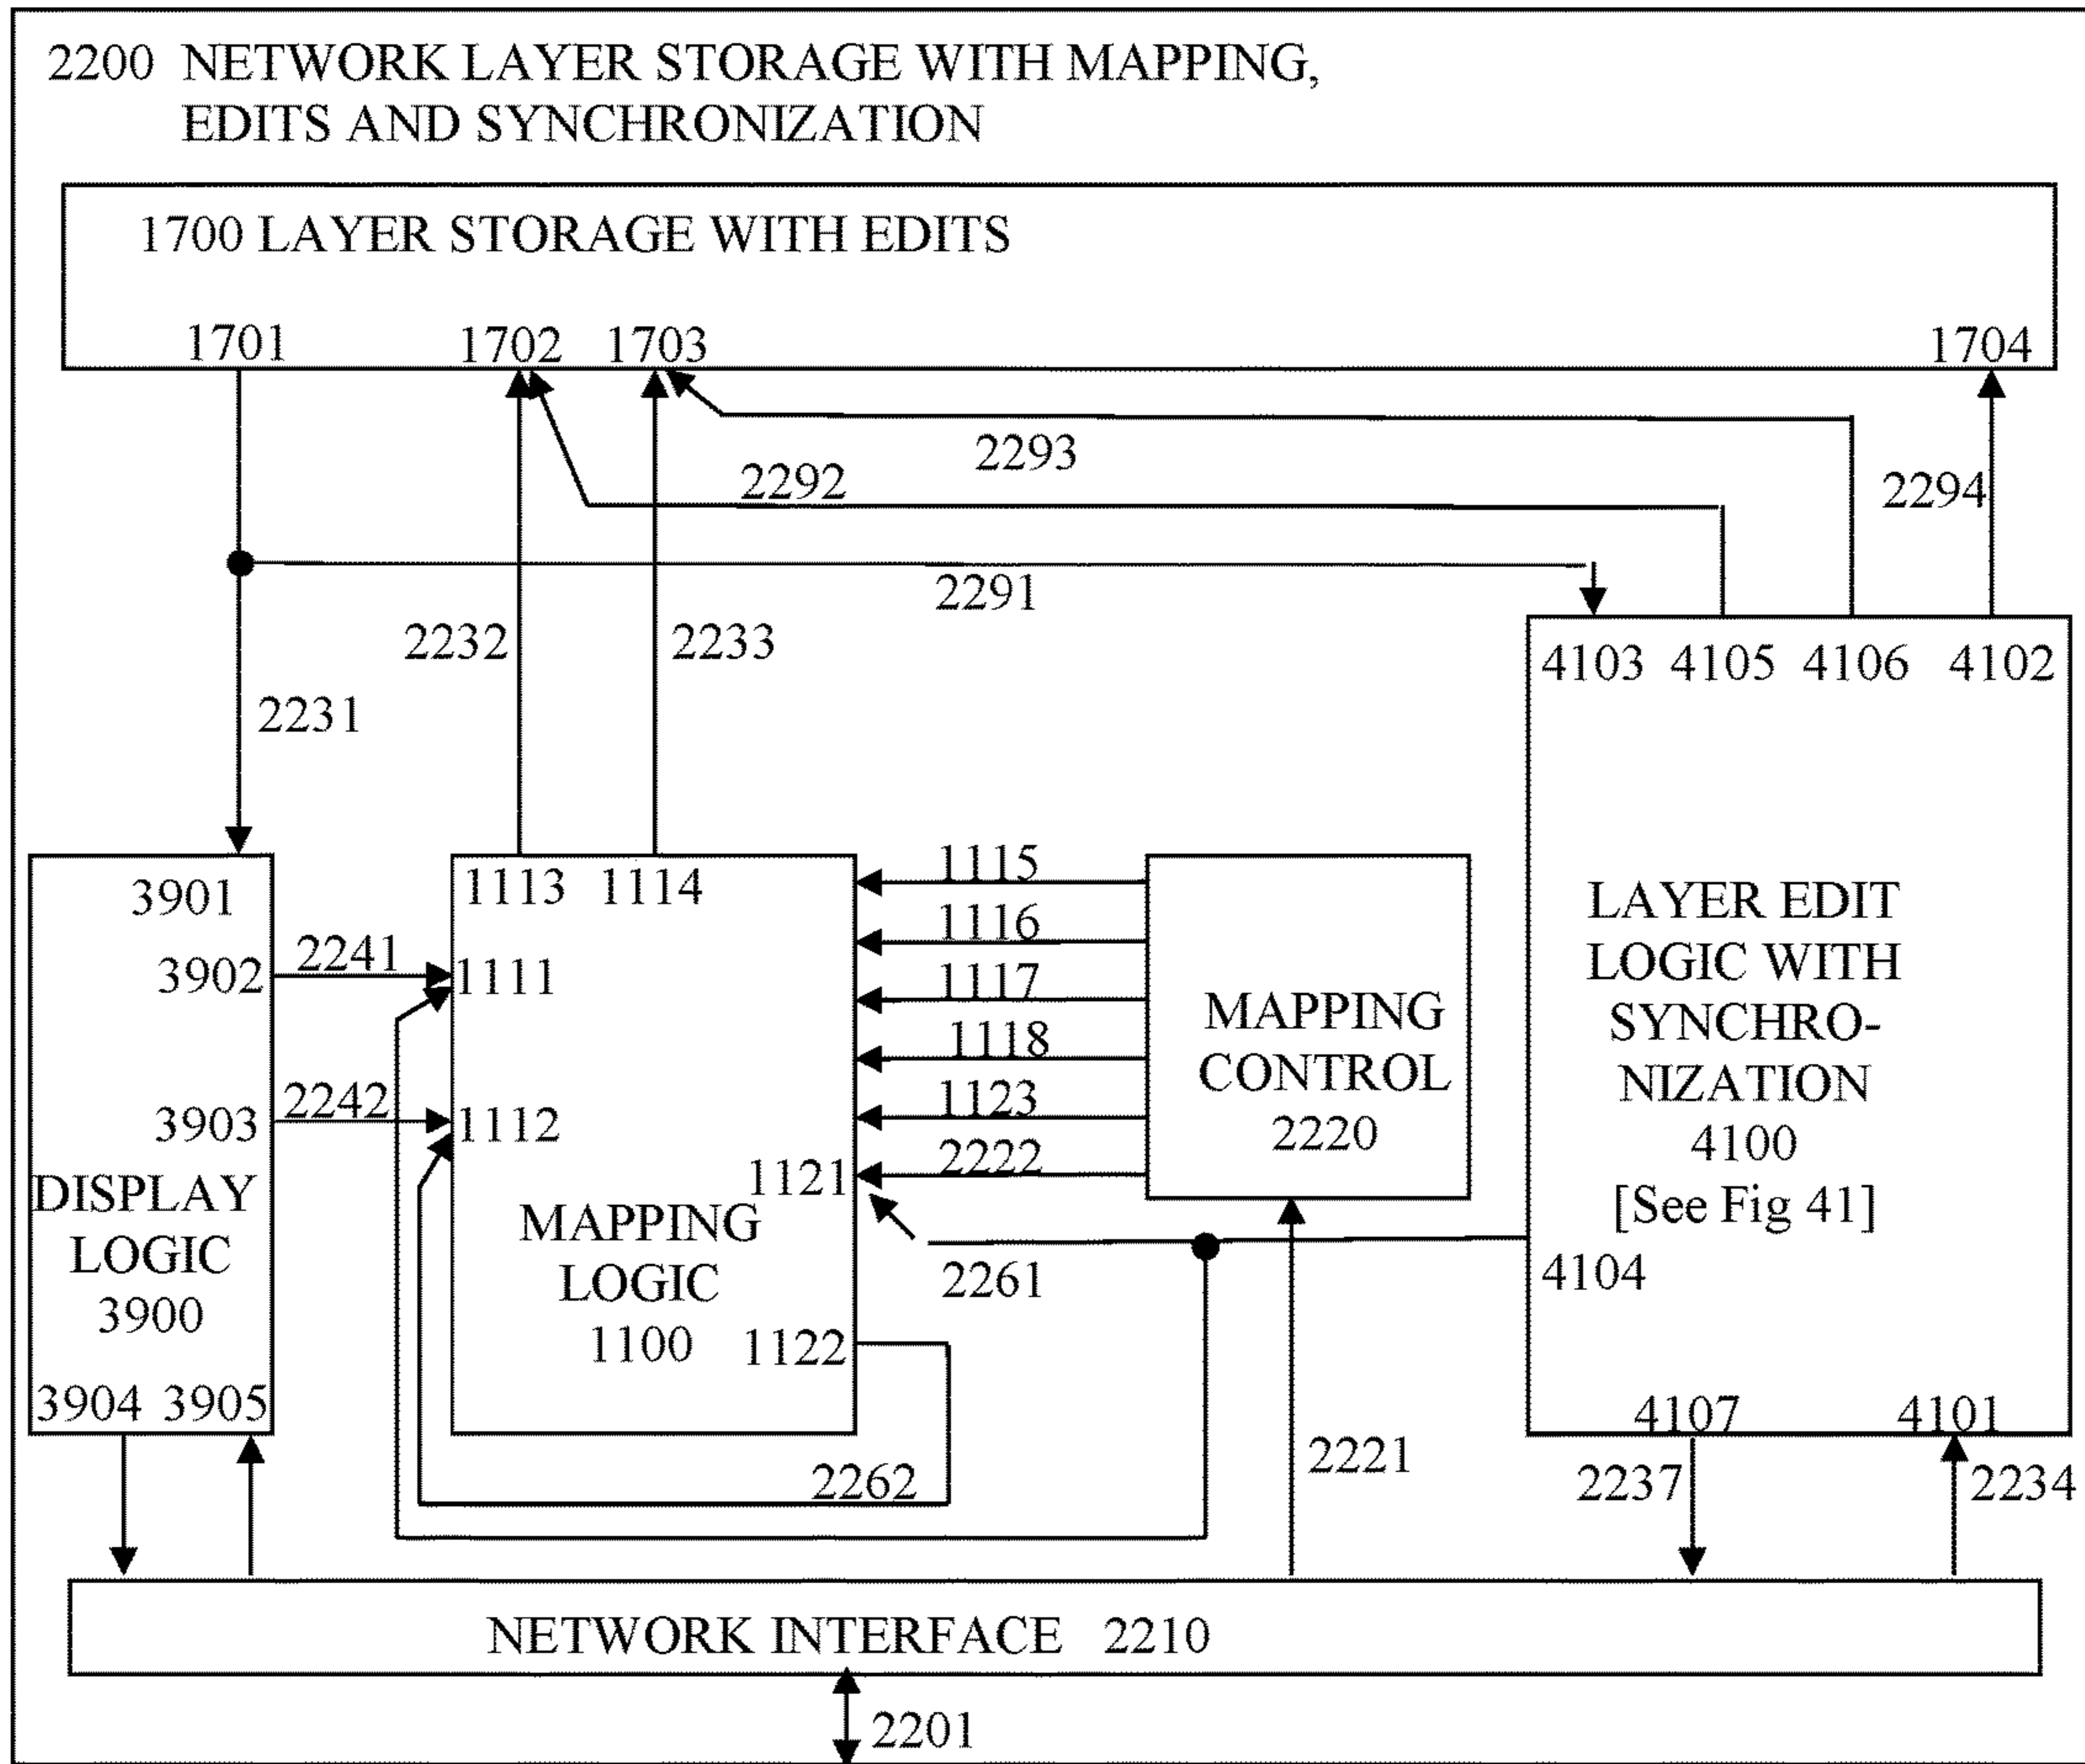 2200 NETWORK LAYER STORAGE WITH MAPPING,
EDITS AND SYNCHRONIZATION
1700 LAYER STORAGE WITH EDITS
1701 1702 1703 1704
2293
2292 2294
2291
2232 2233
2231
4103 4105 4106 4102
3901
3902
3903
DISPLAY
LOGIC
3900
3904 3905
2241
2242
1113 1114
1111
1112
1121
MAPPING
LOGIC
1100
1122
1115
1116
1117
1118
1123
2222
MAPPING
CONTROL
2220
LAYER EDIT
LOGIC WITH
SYNCHRO-
NIZATION
4100
[See Fig 41]
4104
4107 4101
2261
2262
2221
2237 2234
NETWORK INTERFACE 2210
2201